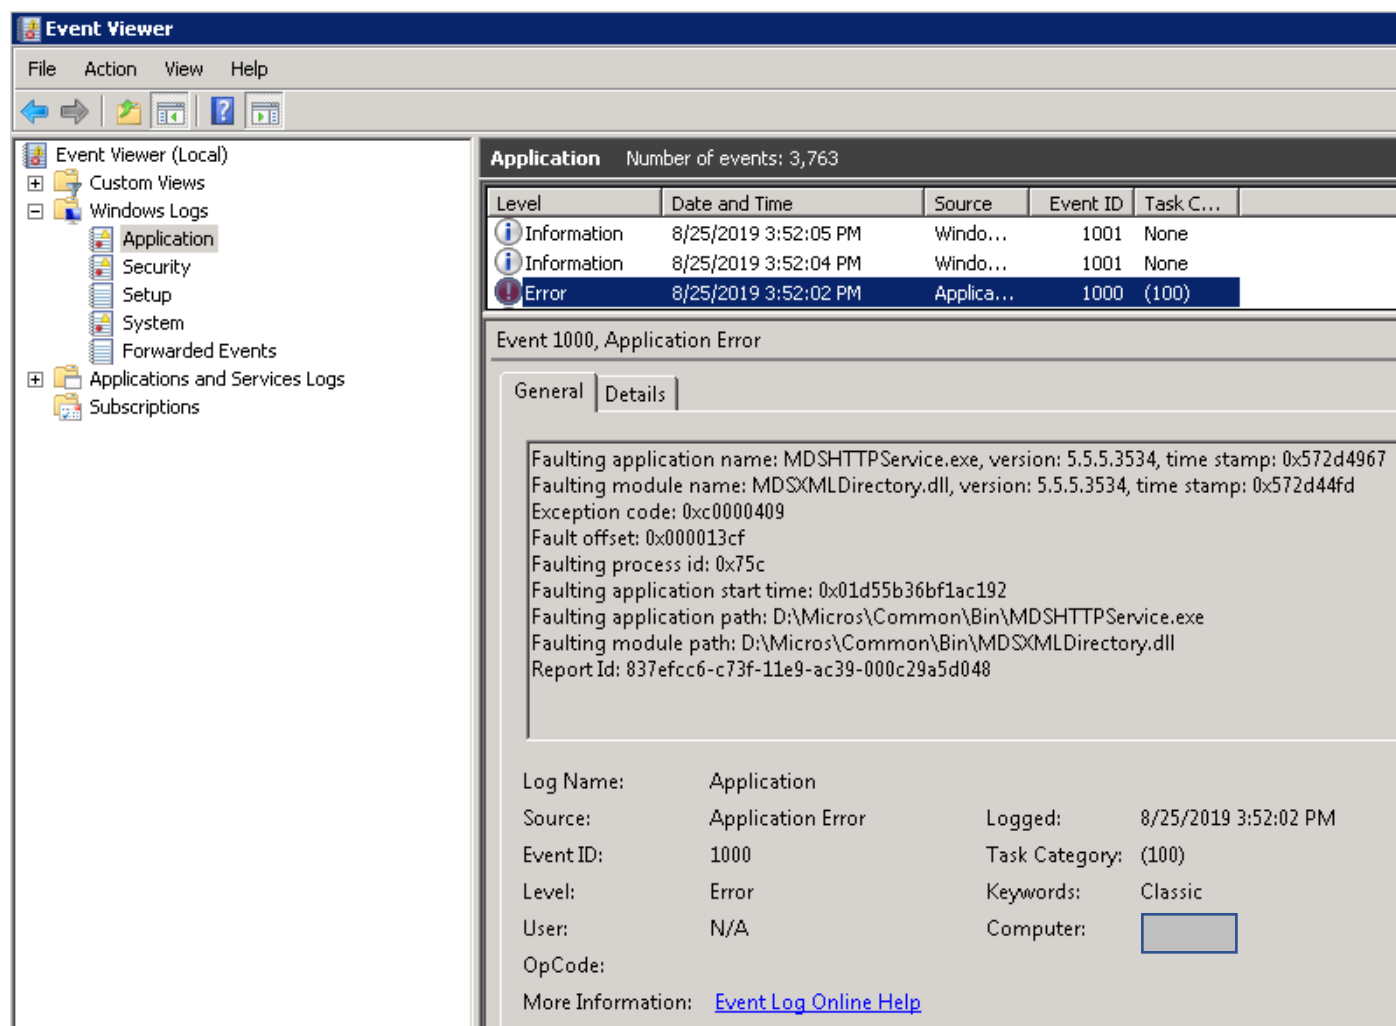 Event Viewer
File Action View Help
Event Viewer (Local)
Custom Views
Windows Logs
Application
Security
Setup
System
Forwarded Events
Applications and Services Logs
Subscriptions
Application Number of events: 3,763
Level Date and Time Source Event ID Task C...
Information 8/25/2019 3:52:05 PM Windo... 1001 None
Information 8/25/2019 3:52:04 PM Windo... 1001 None
Error 8/25/2019 3:52:02 PM Applica... 1000 (100)
Event 1000, Application Error
General Details
Faulting application name: MDSHTTPService.exe, version: 5.5.5.3534, time stamp: 0x572d4967
Faulting module name: MDSXMLDirectory.dll, version: 5.5.5.3534, time stamp: 0x572d44fd
Exception code: 0xc0000409
Fault offset: 0x000013cf
Faulting process id: 0x75c
Faulting application start time: 0x01d55b36bf1ac192
Faulting application path: D:\Micros\Common\Bin\MDSHTTPService.exe
Faulting module path: D:\Micros\Common\Bin\MDSXMLDirectory.dll
Report Id: 837efcc6-c73f-11e9-ac39-000c29a5d048
Log Name: Application
Source: Application Error Logged: 8/25/2019 3:52:02 PM
Event ID: 1000 Task Category: (100)
Level: Error Keywords: Classic
User: N/A Computer:
OpCode:
More Information: Event Log Online Help